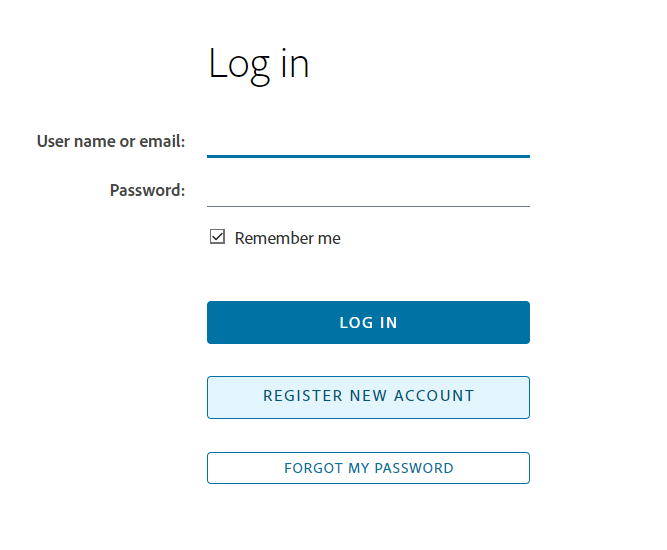 Log in
User name or email:
Password:
Remember me
LOG IN
REGISTER NEW ACCOUNT
FORGOT MY PASSWORD